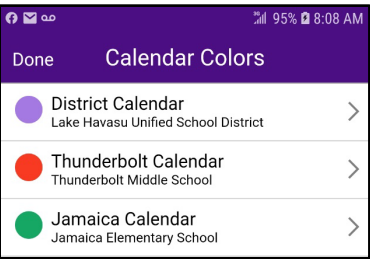 95% 8:08 AM
Done Calendar Colors
District Calendar
Lake Havasu Unified School District
Thunderbolt Calendar
Thunderbolt Middle School
Jamaica Calendar
Jamaica Elementary School